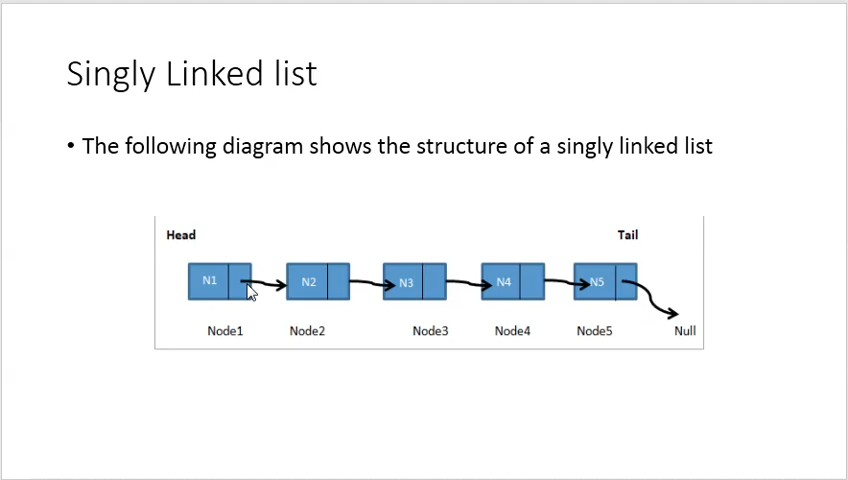 Singly Linked list
• The following diagram shows the structure of a singly linked list
Head Tail
N1 N2 N3 N4 N5
Node1 Node2 Node3 Node4 Node5 Null